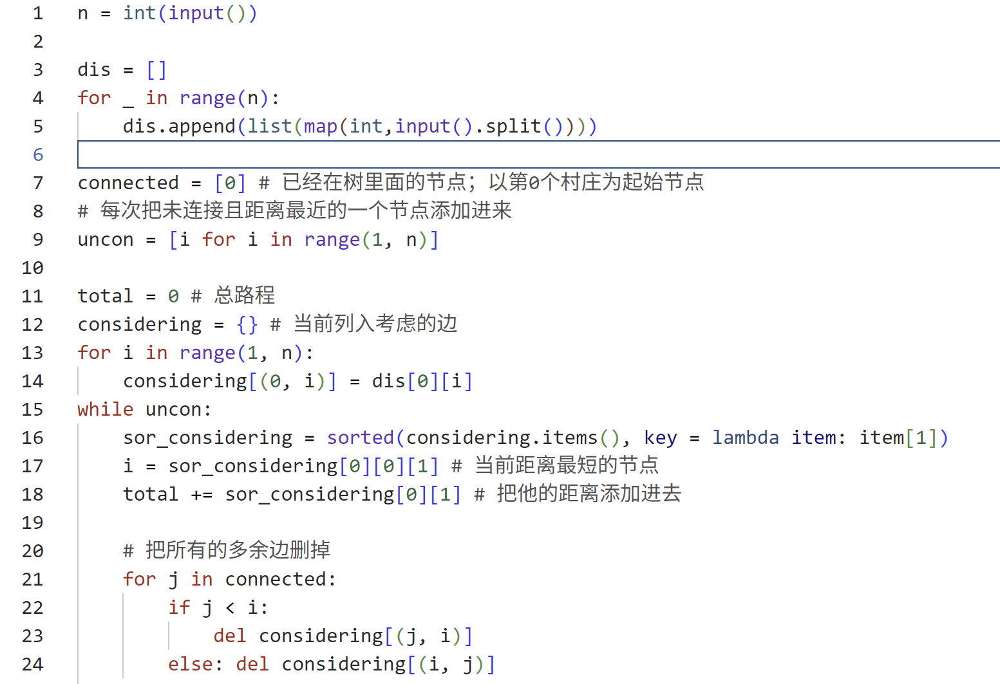 1 n = int(input())
2
3 dis = []
4 for _ in range(n):
5     dis.append(list(map(int,input().split())))
6
7 connected = [0] # 已经在树里面的节点；以第0个村庄为起始节点
8 # 每次把未连接且距离最近的一个节点添加进来
9 uncon = [i for i in range(1, n)]
10
11 total = 0 # 总路程
12 considering = {} # 当前列入考虑的边
13 for i in range(1, n):
14     considering[(0, i)] = dis[0][i]
15 while uncon:
16     sor_considering = sorted(considering.items(), key = lambda item: item[1])
17     i = sor_considering[0][0][1] # 当前距离最短的节点
18     total += sor_considering[0][1] # 把他的距离添加进去
19
20     # 把所有的多余边删掉
21     for j in connected:
22         if j < i:
23             del considering[(j, i)]
24         else: del considering[(i, j)]